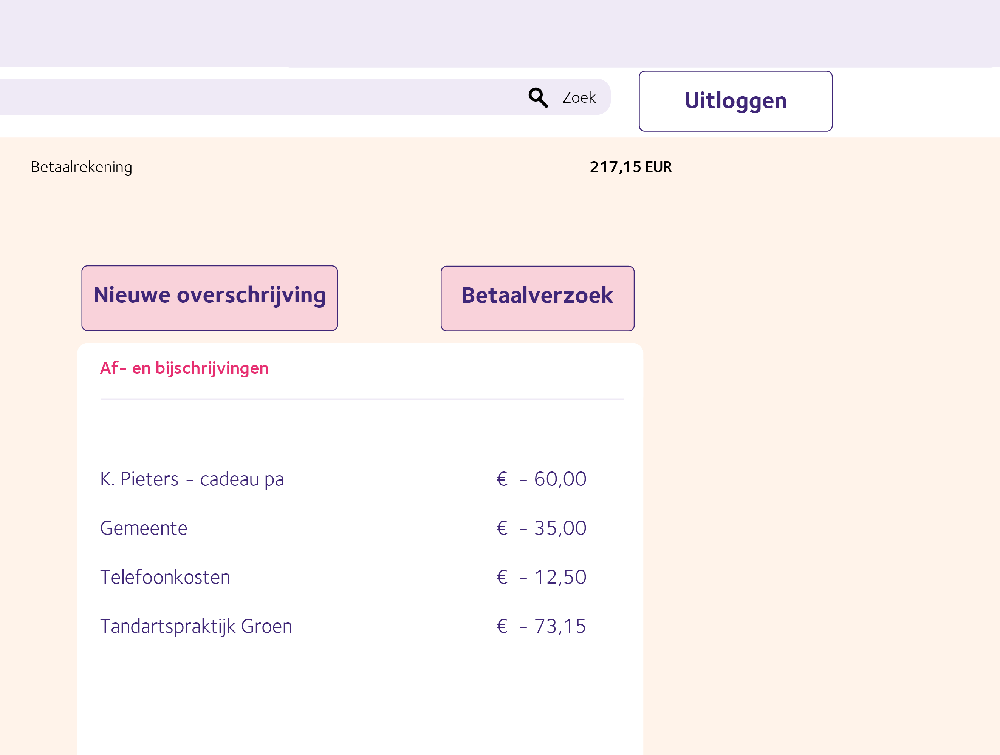 Zoek
Uitloggen
Betaalrekening 217,15 EUR
Nieuwe overschrijving Betaalverzoek
Af- en bijschrijvingen
K. Pieters - cadeau pa € - 60,00
Gemeente € - 35,00
Telefoonkosten € - 12,50
Tandartspraktijk Groen € - 73,15